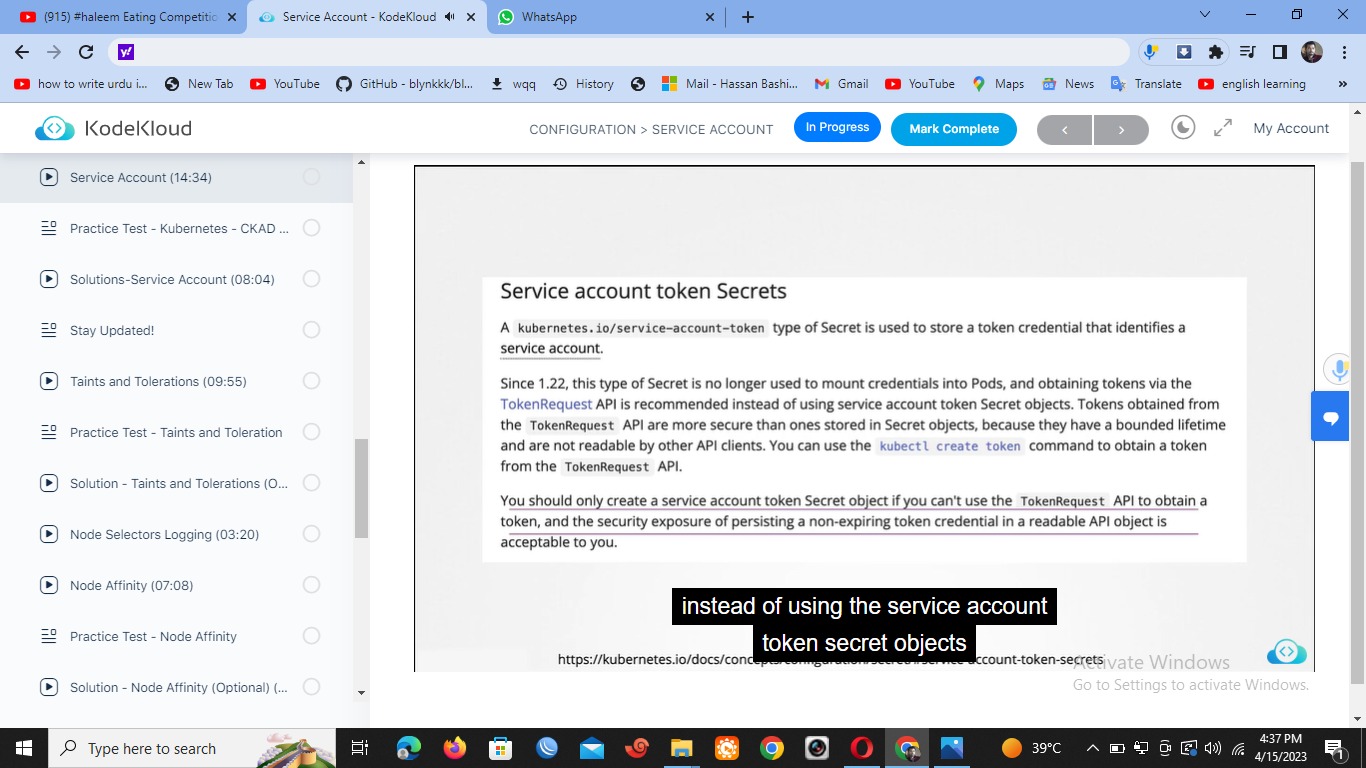 (915) #haleem Eating Competitio
Service Account - KodeKloud
WhatsApp
how to write urdu i...
New Tab
YouTube
GitHub - blynkkk/bl...
wqq
History
Mail - Hassan Bashi...
Gmail
YouTube
Maps
News
Translate
english learning
»
KodeKloud
CONFIGURATION > SERVICE ACCOUNT
In Progress
Mark Complete
My Account
Service Account (14:34)
Practice Test - Kubernetes - CKAD ...
Solutions-Service Account (08:04)
Stay Updated!
Taints and Tolerations (09:55)
Practice Test - Taints and Toleration
Solution - Taints and Tolerations (O...
Node Selectors Logging (03:20)
Node Affinity (07:08)
Practice Test - Node Affinity
Solution - Node Affinity (Optional) (...
Service account token Secrets
A kubernetes.io/service-account-token type of Secret is used to store a token credential that identifies a
service account.
Since 1.22, this type of Secret is no longer used to mount credentials into Pods, and obtaining tokens via the
TokenRequest API is recommended instead of using service account token Secret objects. Tokens obtained from
the TokenRequest API are more secure than ones stored in Secret objects, because they have a bounded lifetime
and are not readable by other API clients. You can use the kubectl create token command to obtain a token
from the TokenRequest API.
You should only create a service account token Secret object if you can't use the TokenRequest API to obtain a
token, and the security exposure of persisting a non-expiring token credential in a readable API object is
acceptable to you.
instead of using the service account
token secret objects
https://kubernetes.io/docs/concepts/configuration/secret/#service-account-token-secrets
Activate Windows
Go to Settings to activate Windows.
Type here to search
39°C
4:37 PM
4/15/2023
1